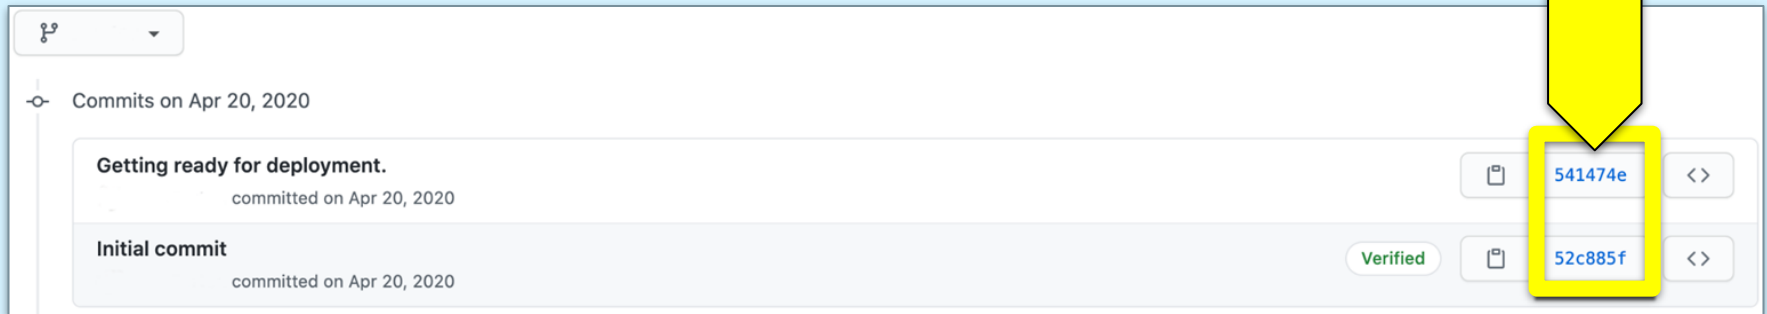 Commits on Apr 20, 2020
Getting ready for deployment.
541474e
committed on Apr 20, 2020
Initial commit
Verified
52c885f
committed on Apr 20, 2020